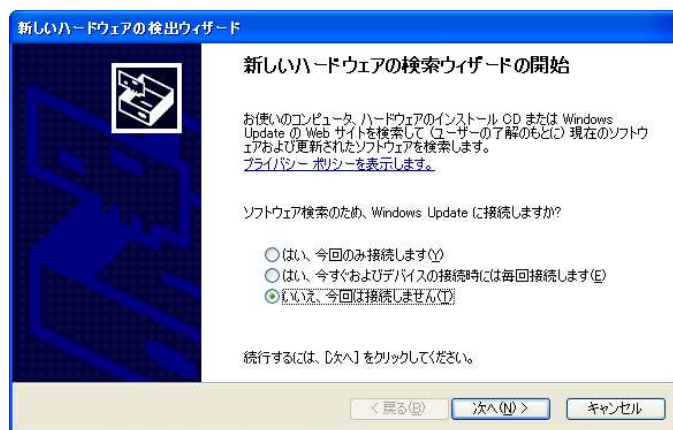 新しいハードウェアの検出ウィザード
新しいハードウェアの検索ウィザードの開始
お使いのコンピュータ、ハードウェアのインストール CD または Windows
Update の Web サイトを検索して (ユーザーの了解のもとに) 現在のソフトウ
ェアおよび更新されたソフトウェアを検索します。
プライバシー ポリシーを表示します。
ソフトウェア検索のため、Windows Update に接続しますか?
はい、今回のみ接続します(Y)
はい、今すぐおよびデバイスの接続時には毎回接続します(E)
いいえ、今回は接続しません(T)
続行するには、[次へ] をクリックしてください。
< 戻る(B) 次へ(N) > キャンセル